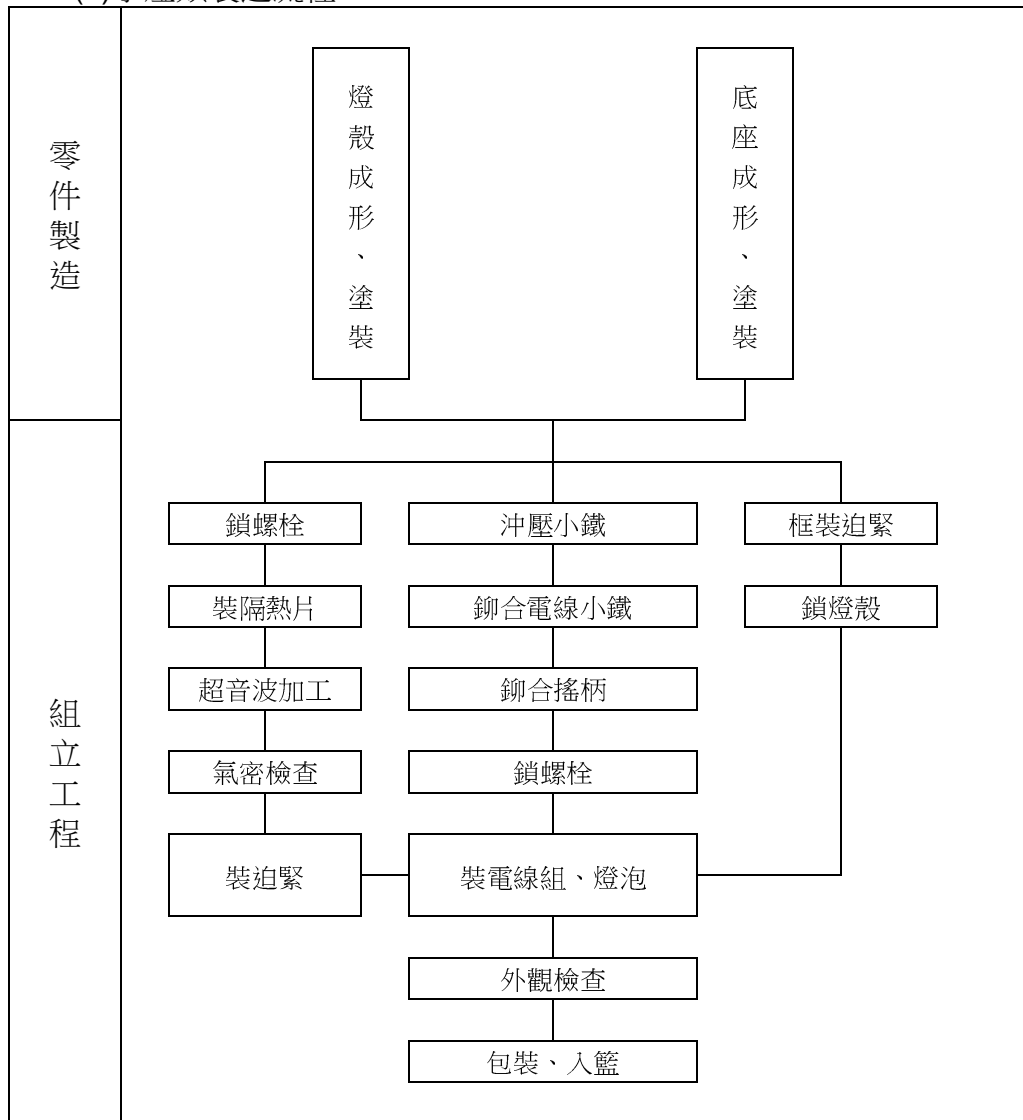 零件製造
燈殼成形、塗裝
底座成形、塗裝
組立工程
鎖螺栓
沖壓小鐵
框裝迫緊
裝隔熱片
鉚合電線小鐵
鎖燈殼
超音波加工
鉚合搖柄
氣密檢查
鎖螺栓
裝迫緊
裝電線組、燈泡
外觀檢查
包裝、入籃